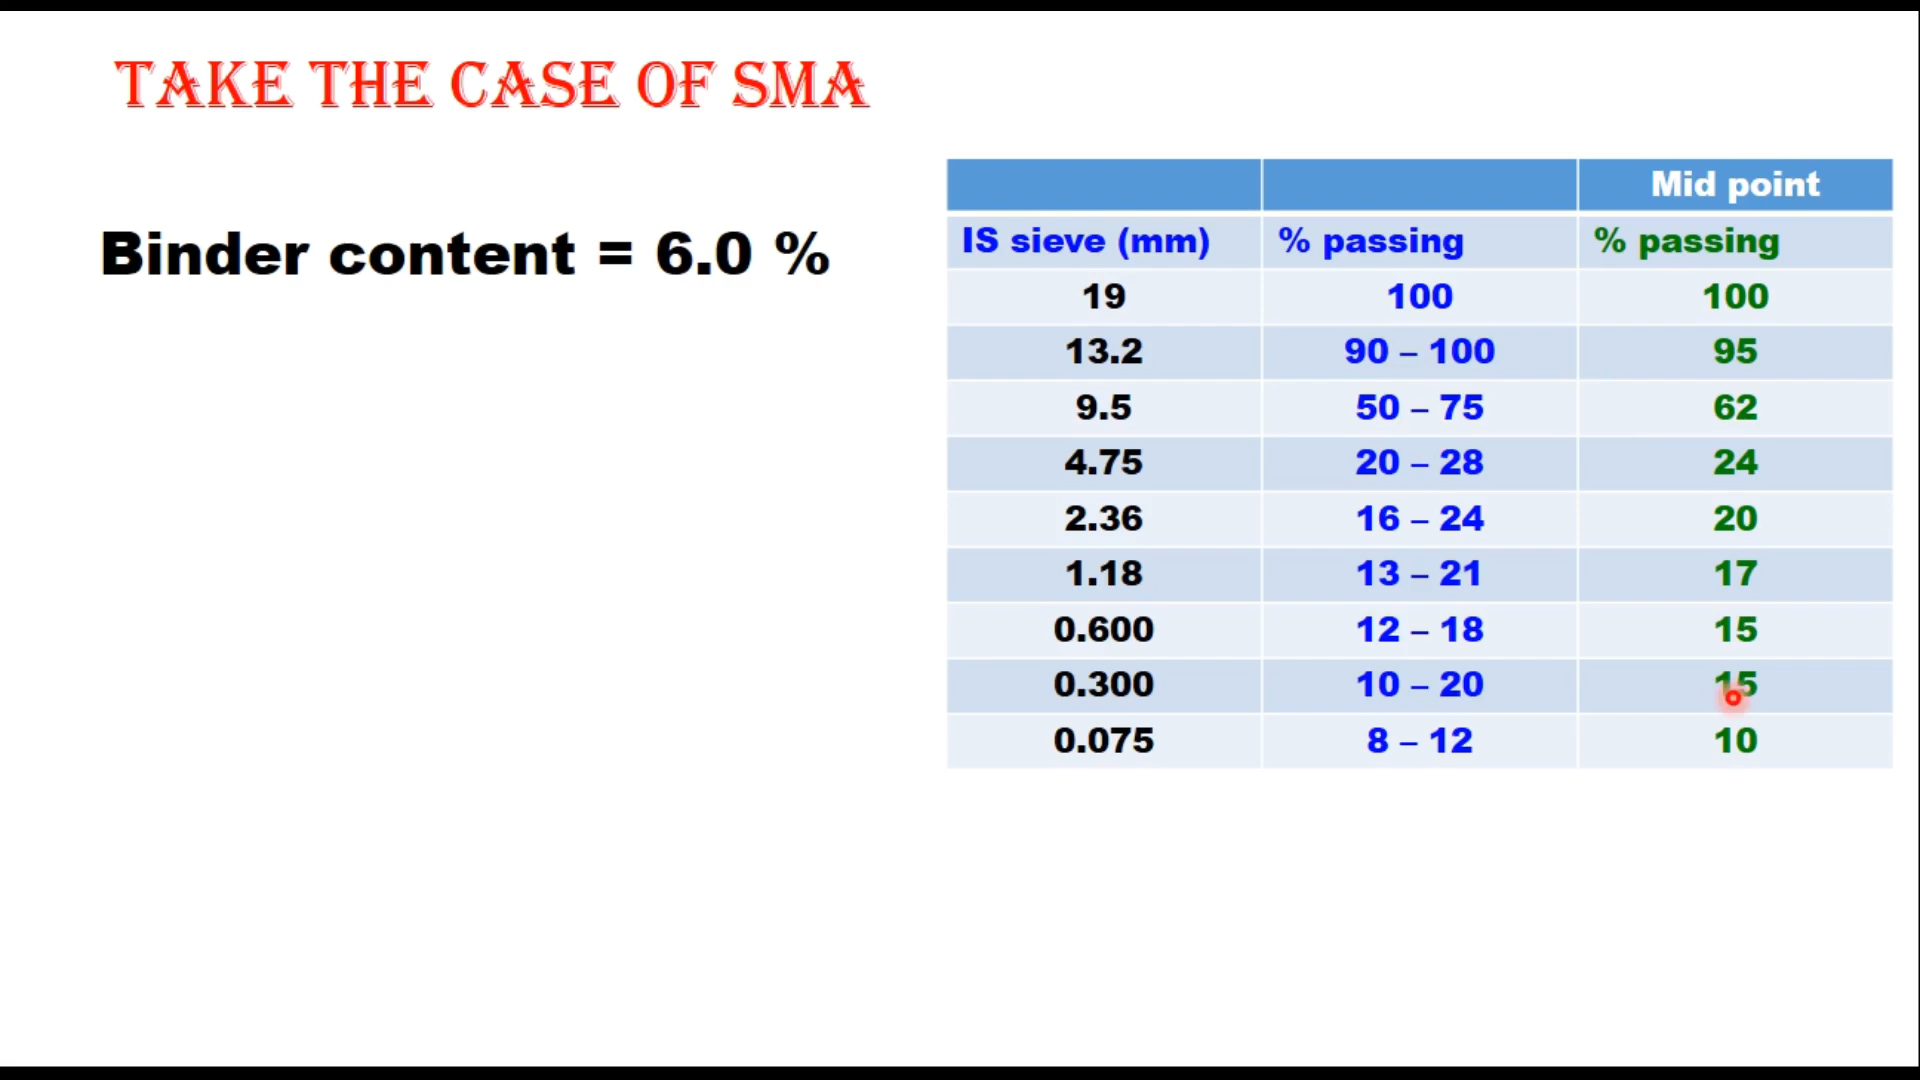 TAKE THE CASE OF SMA
Binder content = 6.0 %
Mid point
IS sieve (mm) % passing % passing
19 100 100
13.2 90 – 100 95
9.5 50 – 75 62
4.75 20 – 28 24
2.36 16 – 24 20
1.18 13 – 21 17
0.600 12 – 18 15
0.300 10 – 20 15
0.075 8 – 12 10